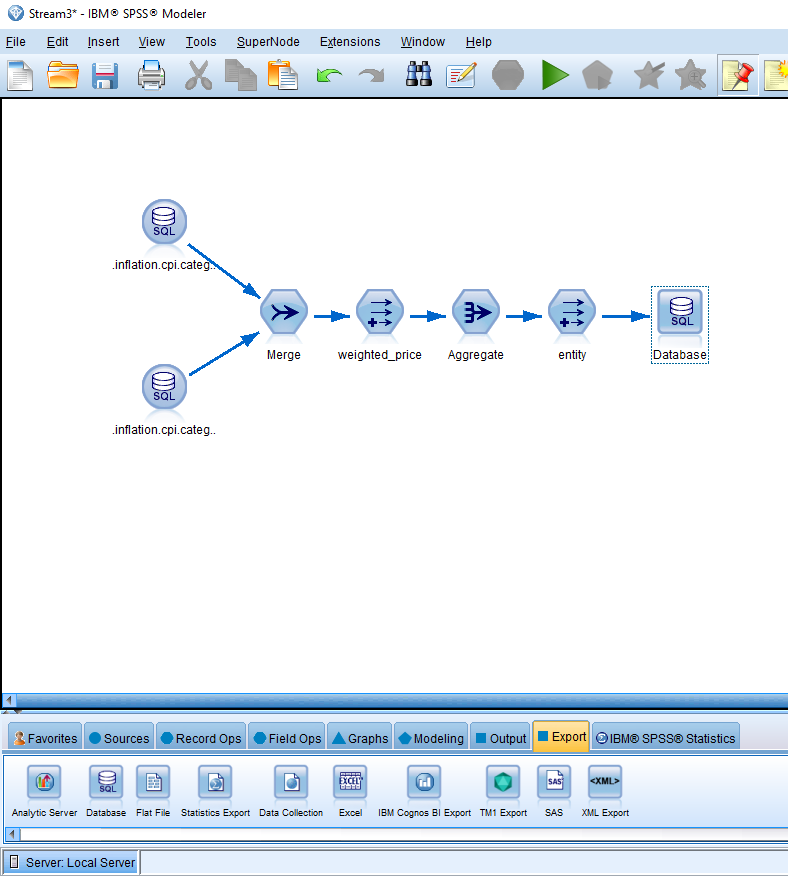 Stream3* - IBM® SPSS® Modeler
File Edit Insert View Tools SuperNode Extensions Window Help
SQL
.inflation.cpi.categ..
Merge
weighted_price
Aggregate
entity
SQL
Database
SQL
.inflation.cpi.categ..
Favorites Sources Record Ops Field Ops Graphs Modeling Output Export IBM® SPSS® Statistics
SQL EXCEL SAS <XML>
Analytic Server Database Flat File Statistics Export Data Collection Excel IBM Cognos BI Export TM1 Export SAS XML Export
Server: Local Server